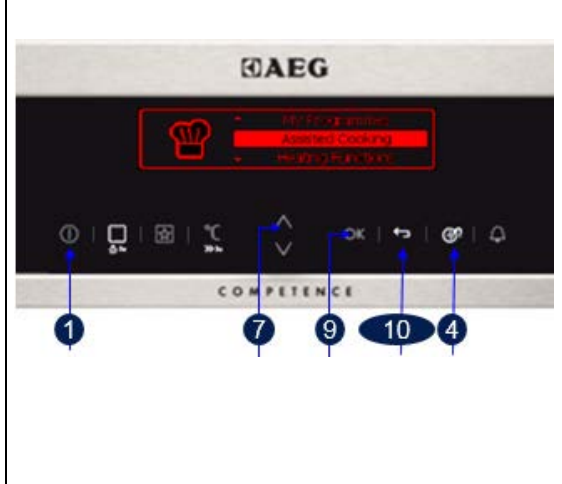 AEG
My Programmes
Assisted Cooking
Heating Functions
°C
OK
COMPETENCE
1
7
9
10
4